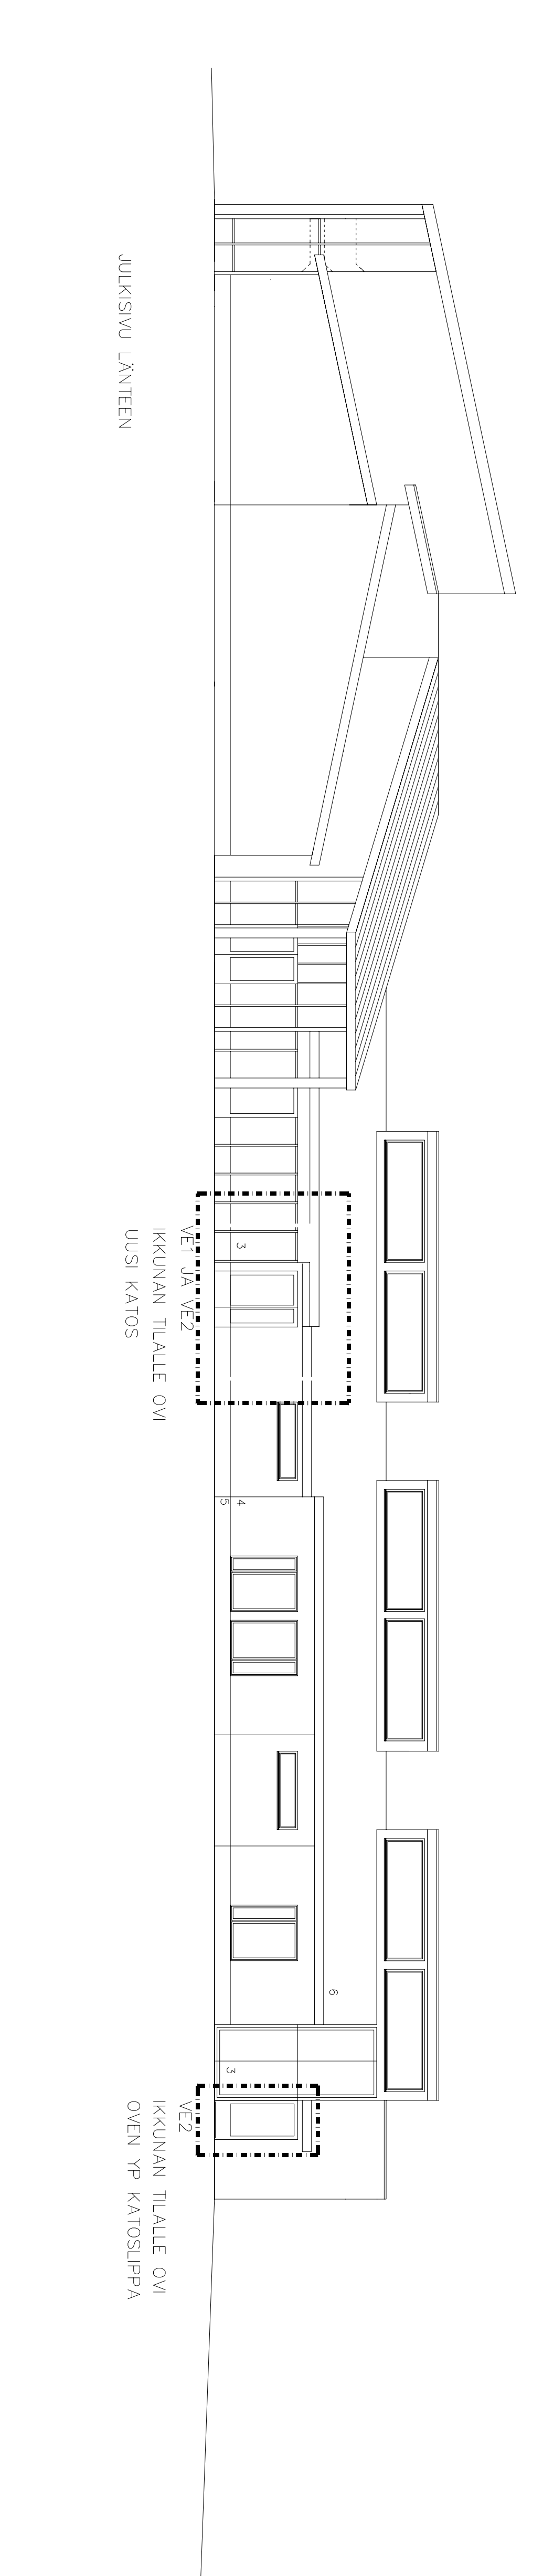 JULKISIVU LÄNTEEN
VE1 JA VE2
IKKUNAN TILALLE OVI
UUSI KATOS
3
4
5
6
3
VE2
IKKUNAN TILALLE OVI
OVEN YP KATOSLIPPA